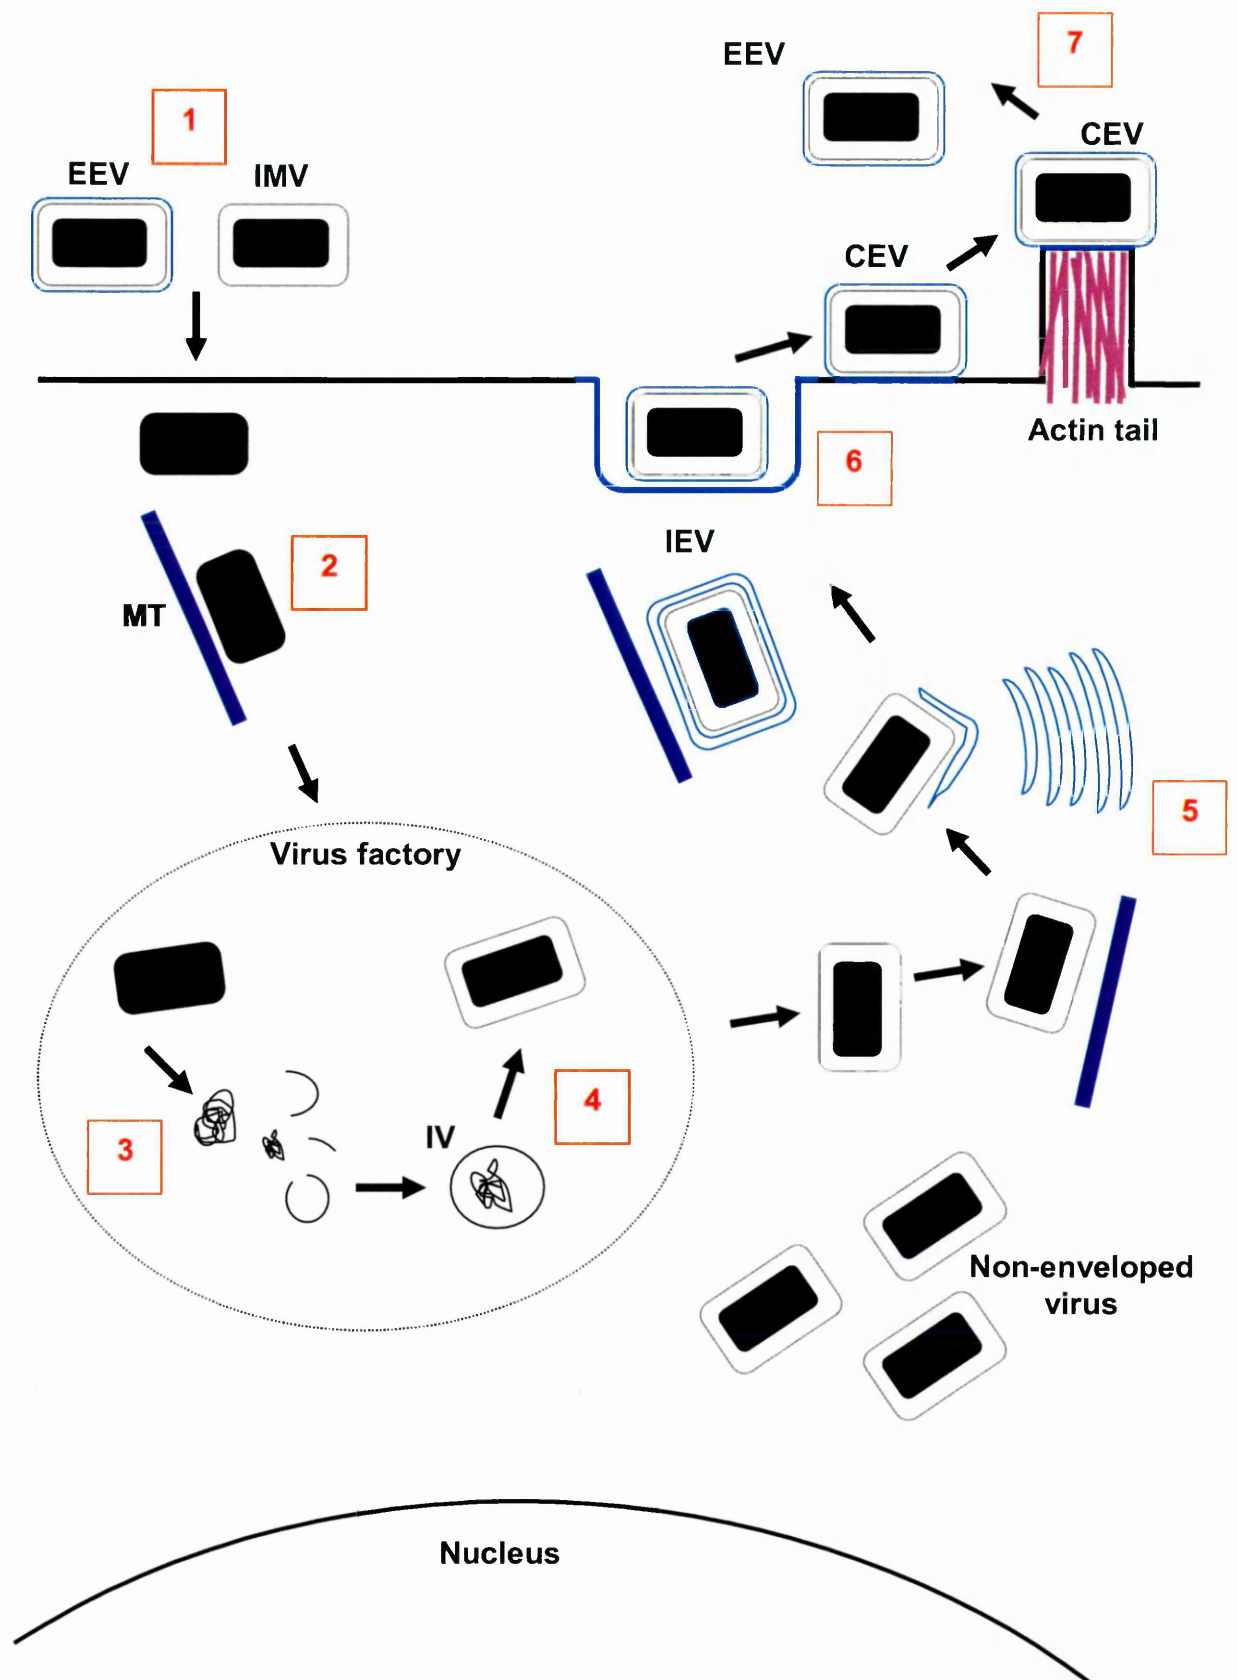 EEV
7
1
CEV
EEV
IMV
CEV
Actin tail
6
IEV
2
MT
5
Virus factory
4
IV
3
Non-enveloped
virus
Nucleus